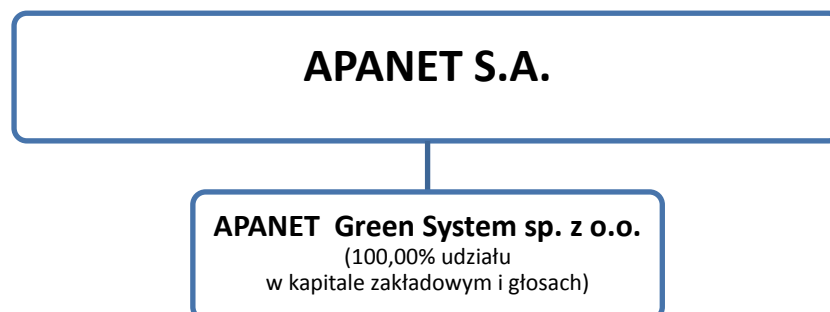 APANET S.A.
APANET Green System sp. z o.o.
(100,00% udziału
w kapitale zakładowym i głosach)